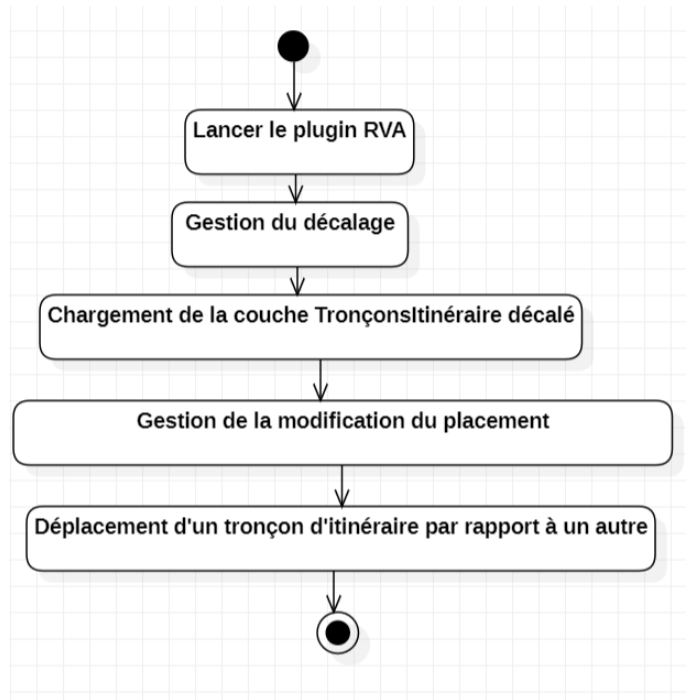 Lancer le plugin RVA
Gestion du décalage
Chargement de la couche TronçonsItinéraire décalé
Gestion de la modification du placement
Déplacement d'un tronçon d'itinéraire par rapport à un autre